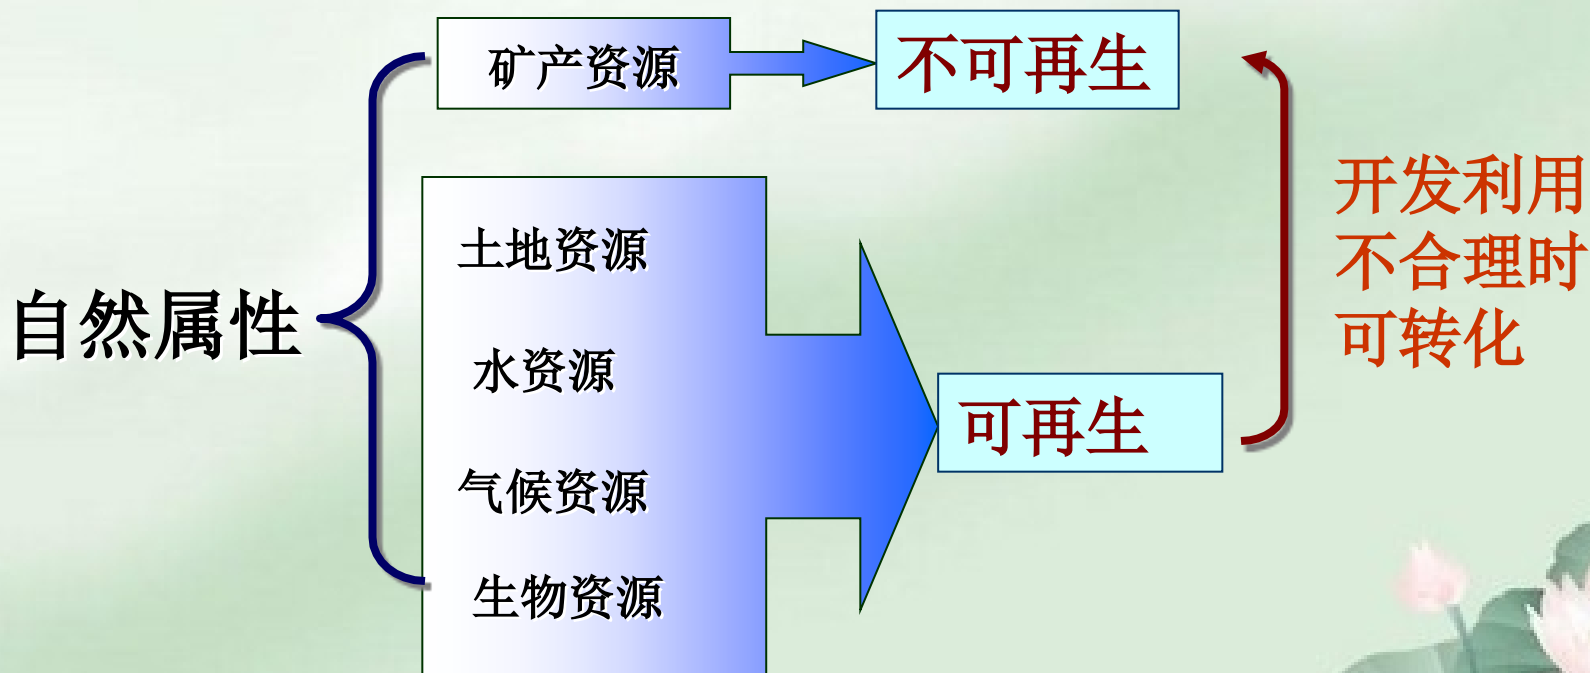 矿产资源
不可再生
土地资源
自然属性
水资源
气候资源
生物资源
可再生
开发利用
不合理时
可转化